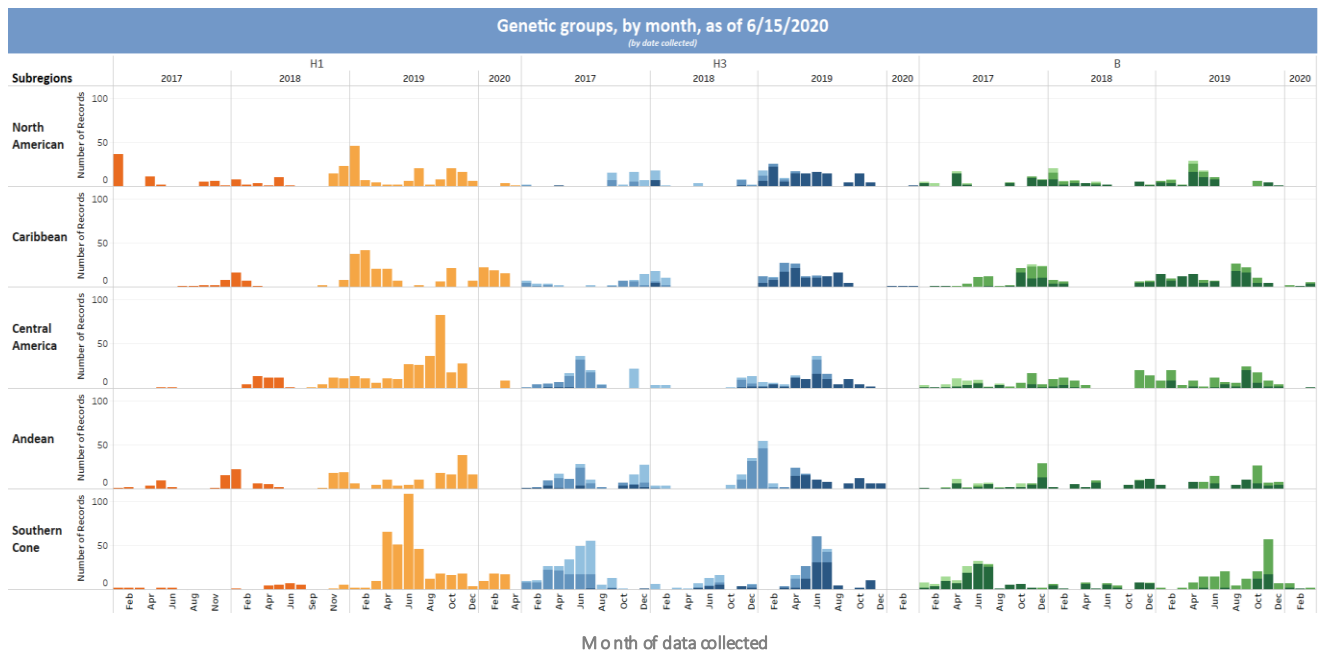 Genetic groups, by month, as of 6/15/2020
(by date collected)
H1 H3 B
Subregions 2017 2018 2019 2020 2017 2018 2019 2020 2017 2018 2019 2020
North
American
Number of Records
100
50
0
Caribbean
Number of Records
100
50
0
Central
America
Number of Records
100
50
0
Andean
Number of Records
100
50
0
Southern
Cone
Number of Records
100
50
0
Feb Apr Jun Aug Nov Feb Apr Jun Sep Nov Feb Apr Jun Aug Oct Dec Feb Apr Feb Apr Jun Aug Oct Dec Feb Apr Jun Aug Oct Dec Feb Apr Jun Aug Oct Dec Feb Feb Apr Jun Aug Oct Dec Feb Apr Jun Aug Oct Dec Feb Apr Jun Aug Oct Dec Feb
Month of data collected